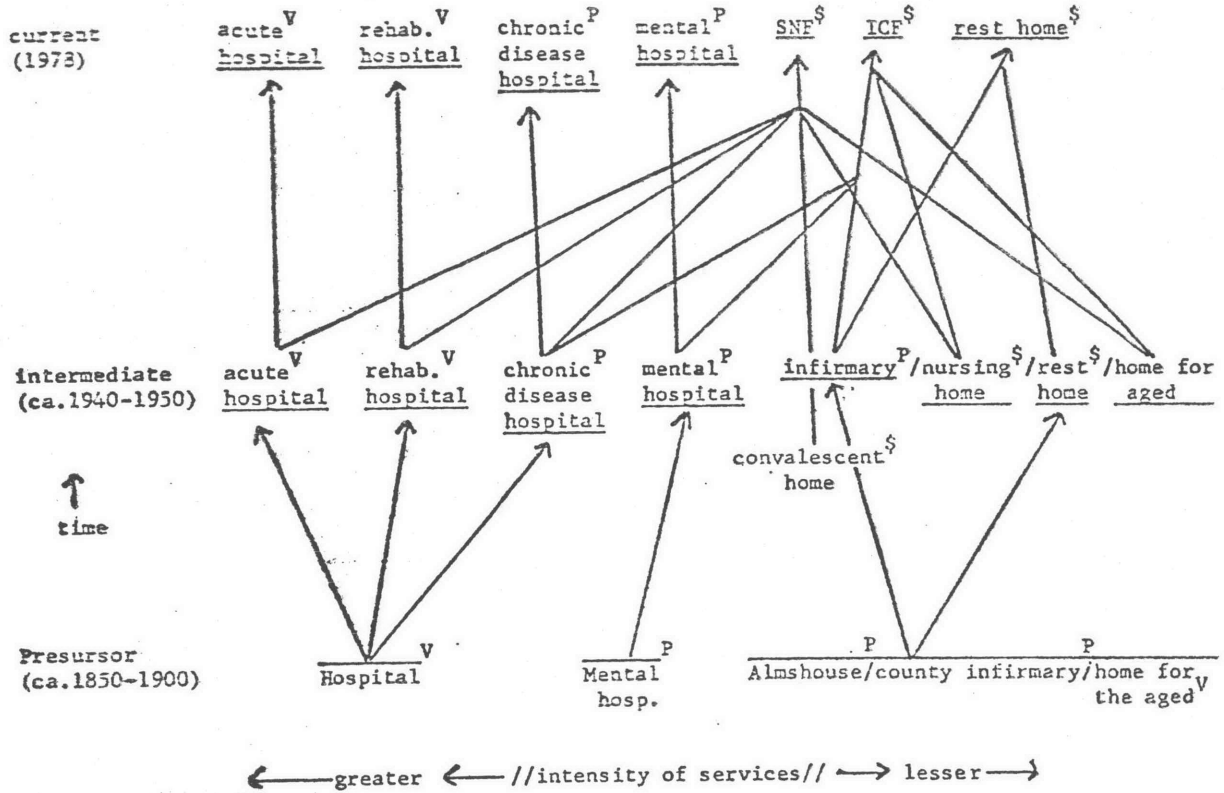 current acute^V rehab.^V chronic^P mental^P SNF^$ ICF^$ rest home^$
(1973) hospital hospital disease hospital
hospital
intermediate acute^V rehab.^V chronic^P mental^P infirmary^P/nursing^$/rest^$/home for
(ca.1940-1950) hospital hospital disease hospital home home aged
hospital
convalescent^$
home
time
Presursor Hospital^V Mental^P Almshouse^P/county infirmary^P/home for
(ca.1850-1900) hosp. the aged^V
greater //intensity of services// lesser